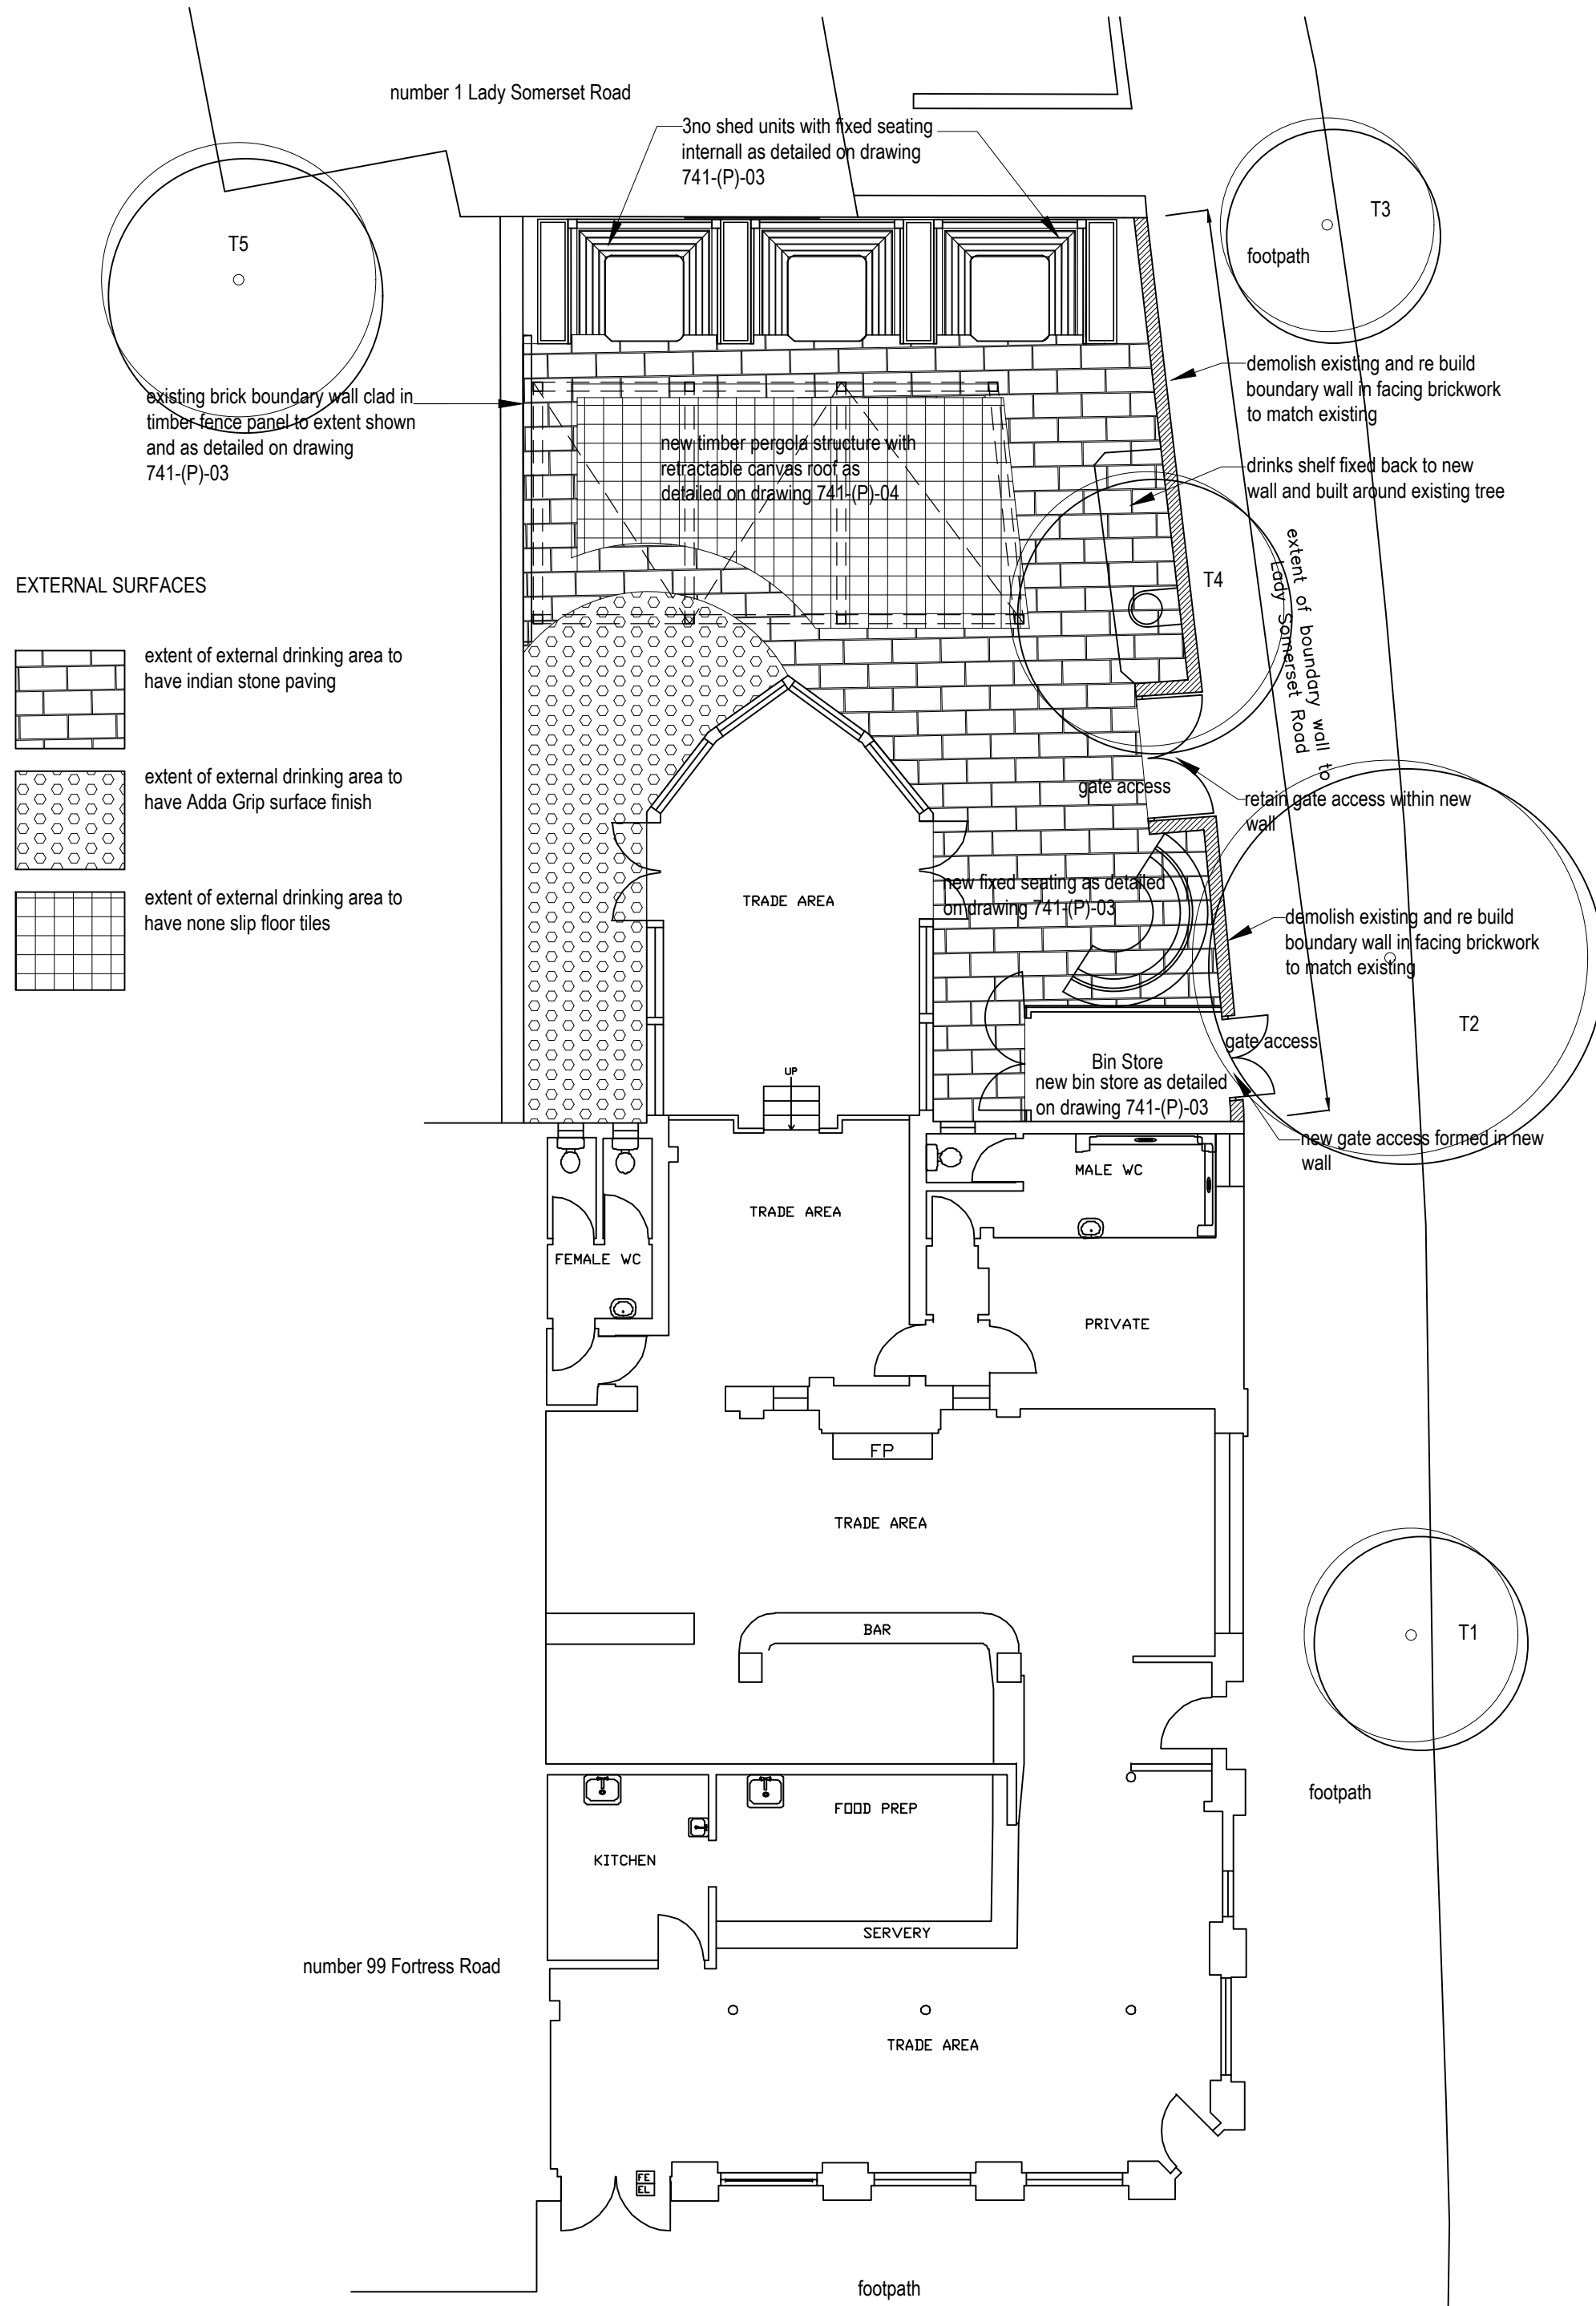 number 1 Lady Somerset Road
3no shed units with fixed seating
internall as detailed on drawing
741-(P)-03
T3
T5
footpath
existing brick boundary wall clad in
timber fence panel to extent shown
and as detailed on drawing
741-(P)-03
demolish existing and re build
boundary wall in facing brickwork
to match existing
new timber pergola structure with
retractable canvas roof as
detailed on drawing 741-(P)-04
drinks shelf fixed back to new
wall and built around existing tree
extent of boundary wall to
Lady Somerset Road
T4
EXTERNAL SURFACES
extent of external drinking area to
have indian stone paving
extent of external drinking area to
have Adda Grip surface finish
extent of external drinking area to
have none slip floor tiles
gate access
retain gate access within new
wall
TRADE AREA
new fixed seating as detailed
on drawing 741-(P)-03
demolish existing and re build
boundary wall in facing brickwork
to match existing
T2
gate access
Bin Store
new bin store as detailed
on drawing 741-(P)-03
UP
new gate access formed in new
wall
MALE WC
TRADE AREA
FEMALE WC
PRIVATE
FP
TRADE AREA
BAR
T1
footpath
FOOD PREP
KITCHEN
SERVERY
number 99 Fortress Road
TRADE AREA
FE
EL
footpath